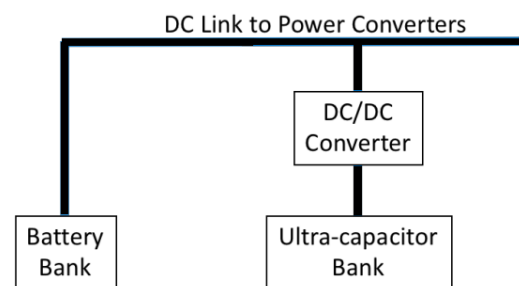 DC Link to Power Converters
DC/DC
Converter
Battery
Bank
Ultra-capacitor
Bank